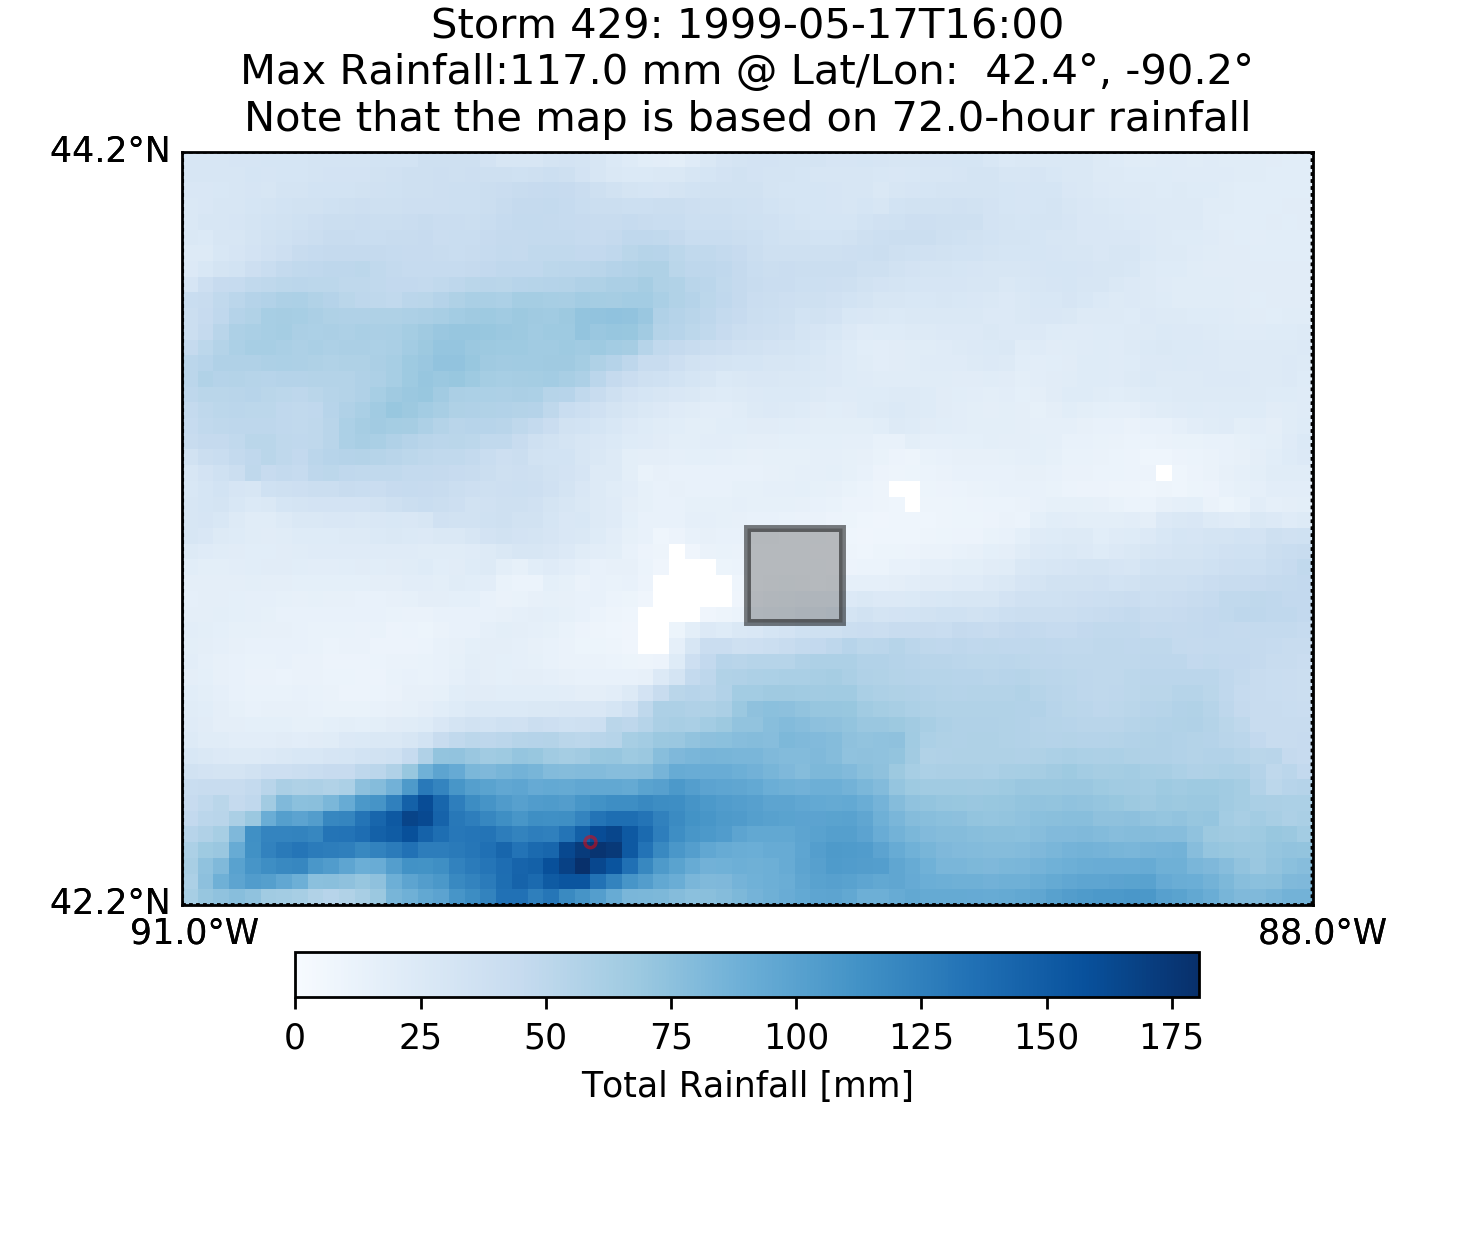 Storm 429: 1999-05-17T16:00
Max Rainfall:117.0 mm @ Lat/Lon:  42.4°, -90.2°
Note that the map is based on 72.0-hour rainfall
44.2°N
42.2°N
91.0°W 88.0°W
0 25 50 75 100 125 150 175
Total Rainfall [mm]